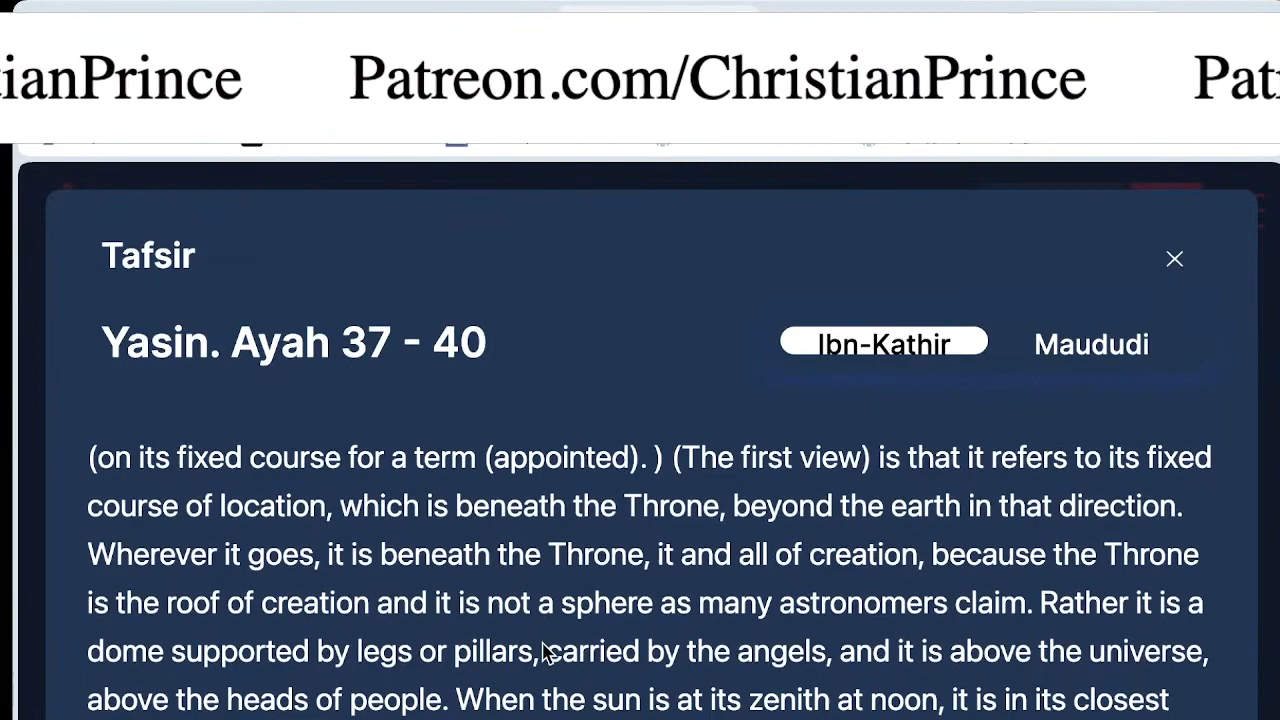 ianPrince Patreon.com/ChristianPrince Pat
Tafsir
Yasin. Ayah 37 - 40
Ibn-Kathir Maududi
(on its fixed course for a term (appointed). ) (The first view) is that it refers to its fixed
course of location, which is beneath the Throne, beyond the earth in that direction.
Wherever it goes, it is beneath the Throne, it and all of creation, because the Throne
is the roof of creation and it is not a sphere as many astronomers claim. Rather it is a
dome supported by legs or pillars, carried by the angels, and it is above the universe,
above the heads of people. When the sun is at its zenith at noon, it is in its closest